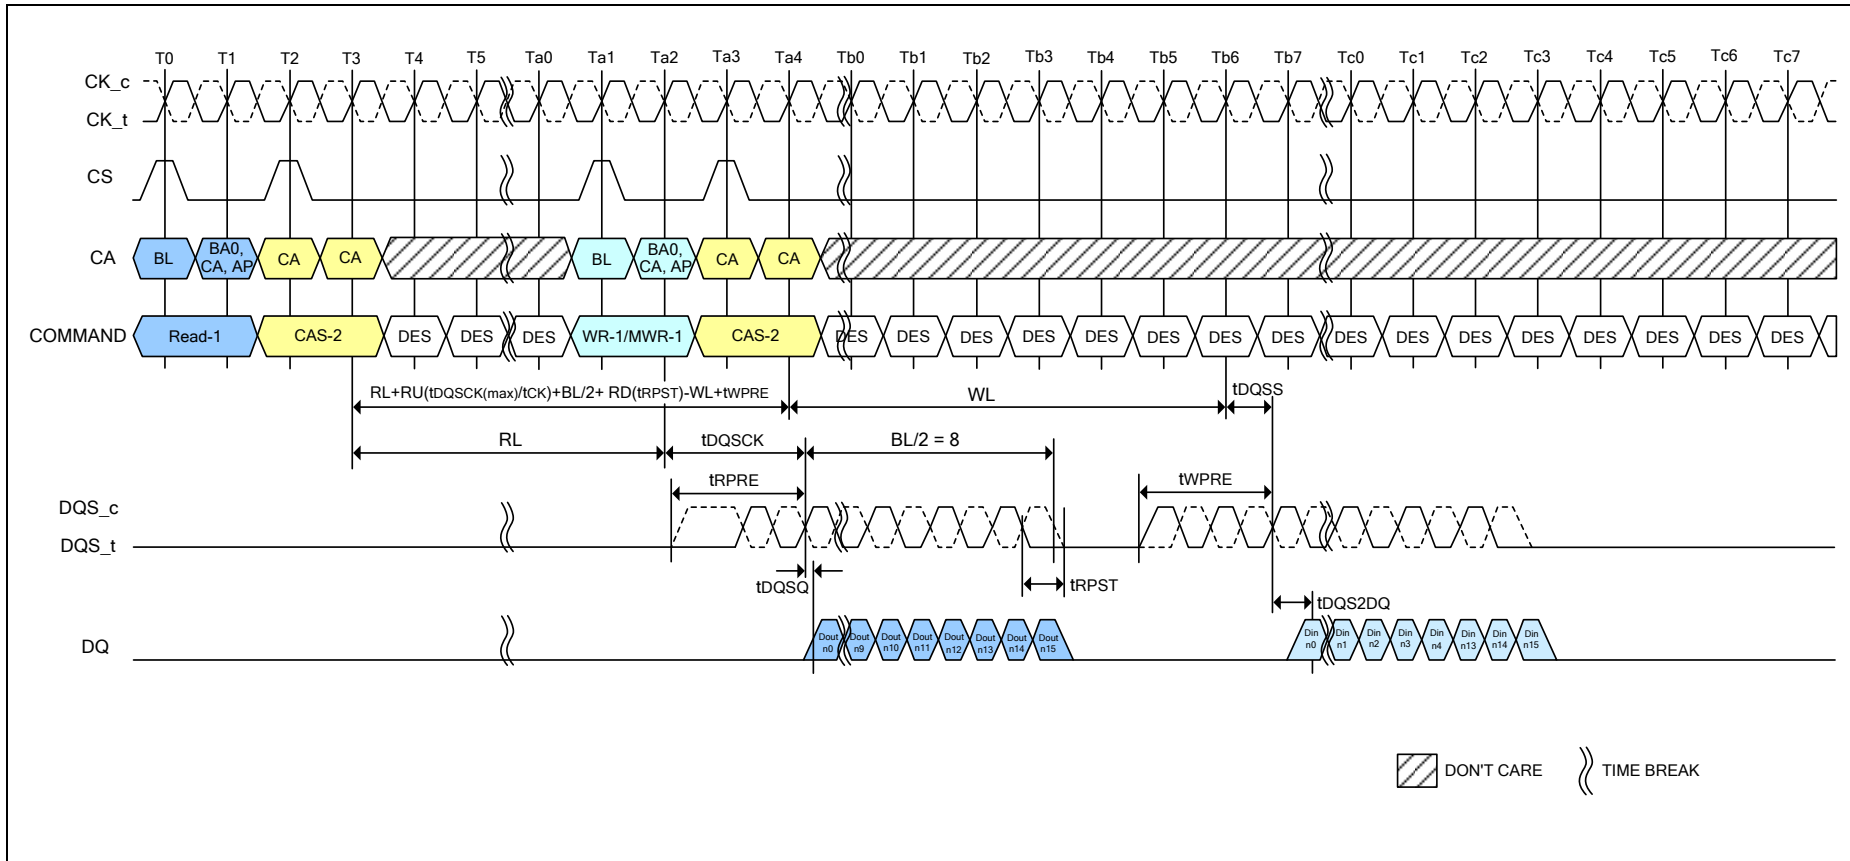 T0 T1 T2 T3 T4 T5 Ta0 Ta1 Ta2 Ta3 Ta4 Tb0 Tb1 Tb2 Tb3 Tb4 Tb5 Tb6 Tb7 Tc0 Tc1 Tc2 Tc3 Tc4 Tc5 Tc6 Tc7
CK_c
CK_t
CS
CA BL BA0, CA, AP CA CA BL BA0, CA, AP CA CA
COMMAND Read-1 CAS-2 DES DES DES WR-1/MWR-1 CAS-2 DES DES DES DES DES DES DES DES DES DES DES DES DES DES DES DES
RL+RU(tDQSCK(max)/tCK)+BL/2+ RD(tRPST)-WL+tWPRE WL tDQSS
RL tDQSCK BL/2 = 8
tRPRE tWPRE
DQS_c
DQS_t
tDQSQ tRPST tDQS2DQ
DQ Dout n0 Dout n9 Dout n10 Dout n11 Dout n12 Dout n13 Dout n14 Dout n15 Din n0 Din n1 Din n2 Din n3 Din n4 Din n13 Din n14 Din n15
DON'T CARE TIME BREAK